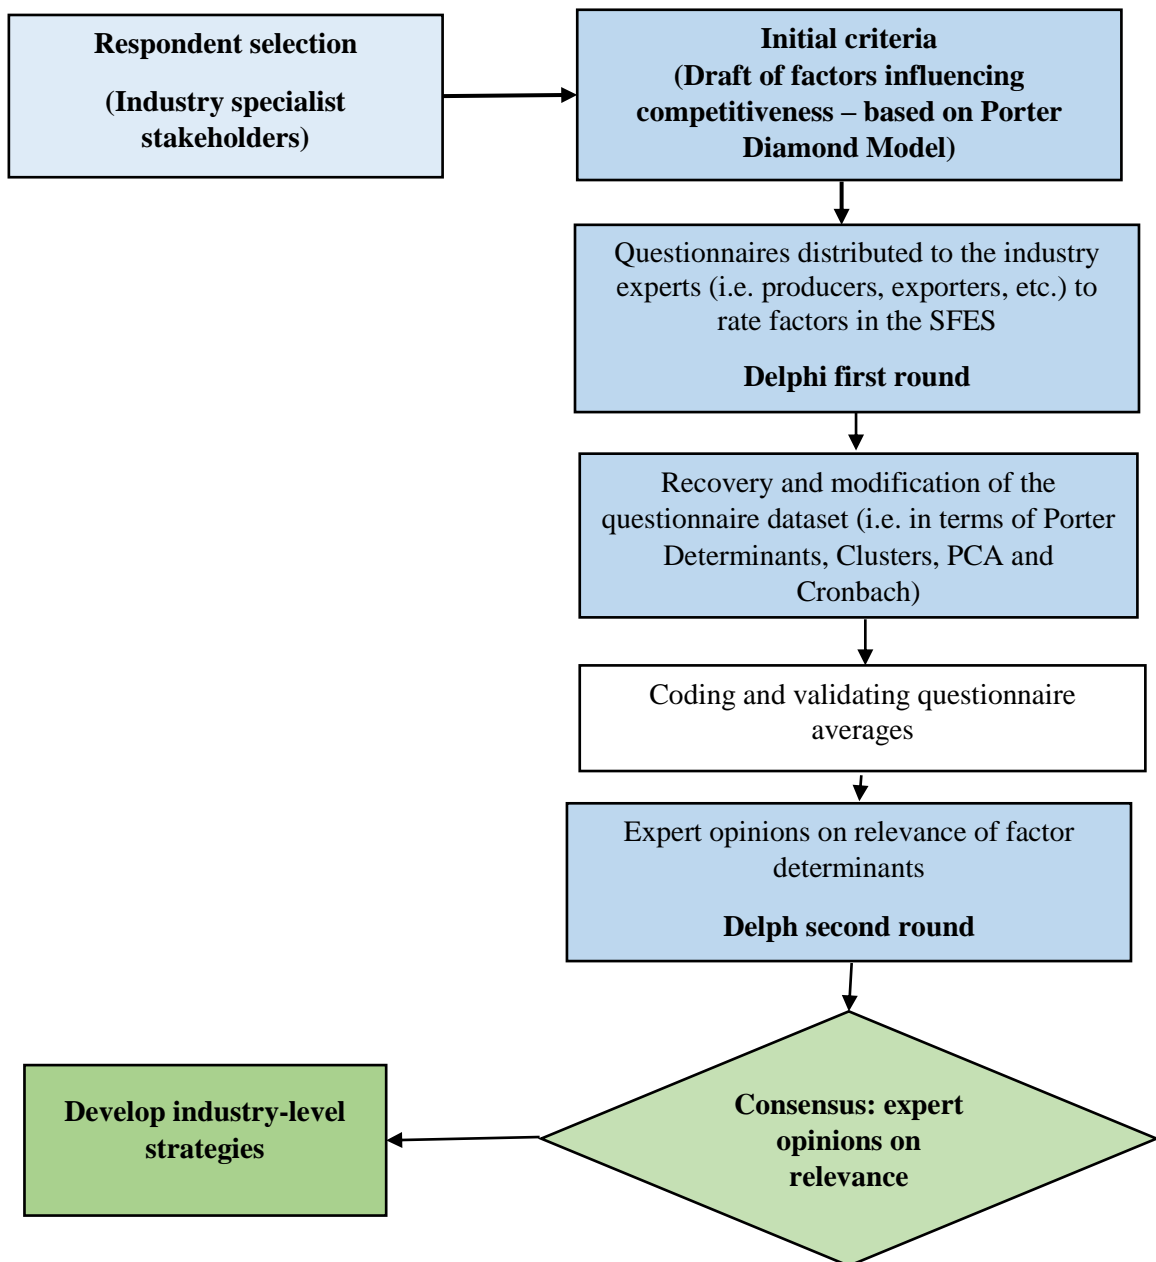 Respondent selection
(Industry specialist
stakeholders)
Initial criteria
(Draft of factors influencing
competitiveness – based on Porter
Diamond Model)
Questionnaires distributed to the industry
experts (i.e. producers, exporters, etc.) to
rate factors in the SFES
Delphi first round
Recovery and modification of the
questionnaire dataset (i.e. in terms of Porter
Determinants, Clusters, PCA and
Cronbach)
Coding and validating questionnaire
averages
Expert opinions on relevance of factor
determinants
Delph second round
Consensus: expert
opinions on
relevance
Develop industry-level
strategies